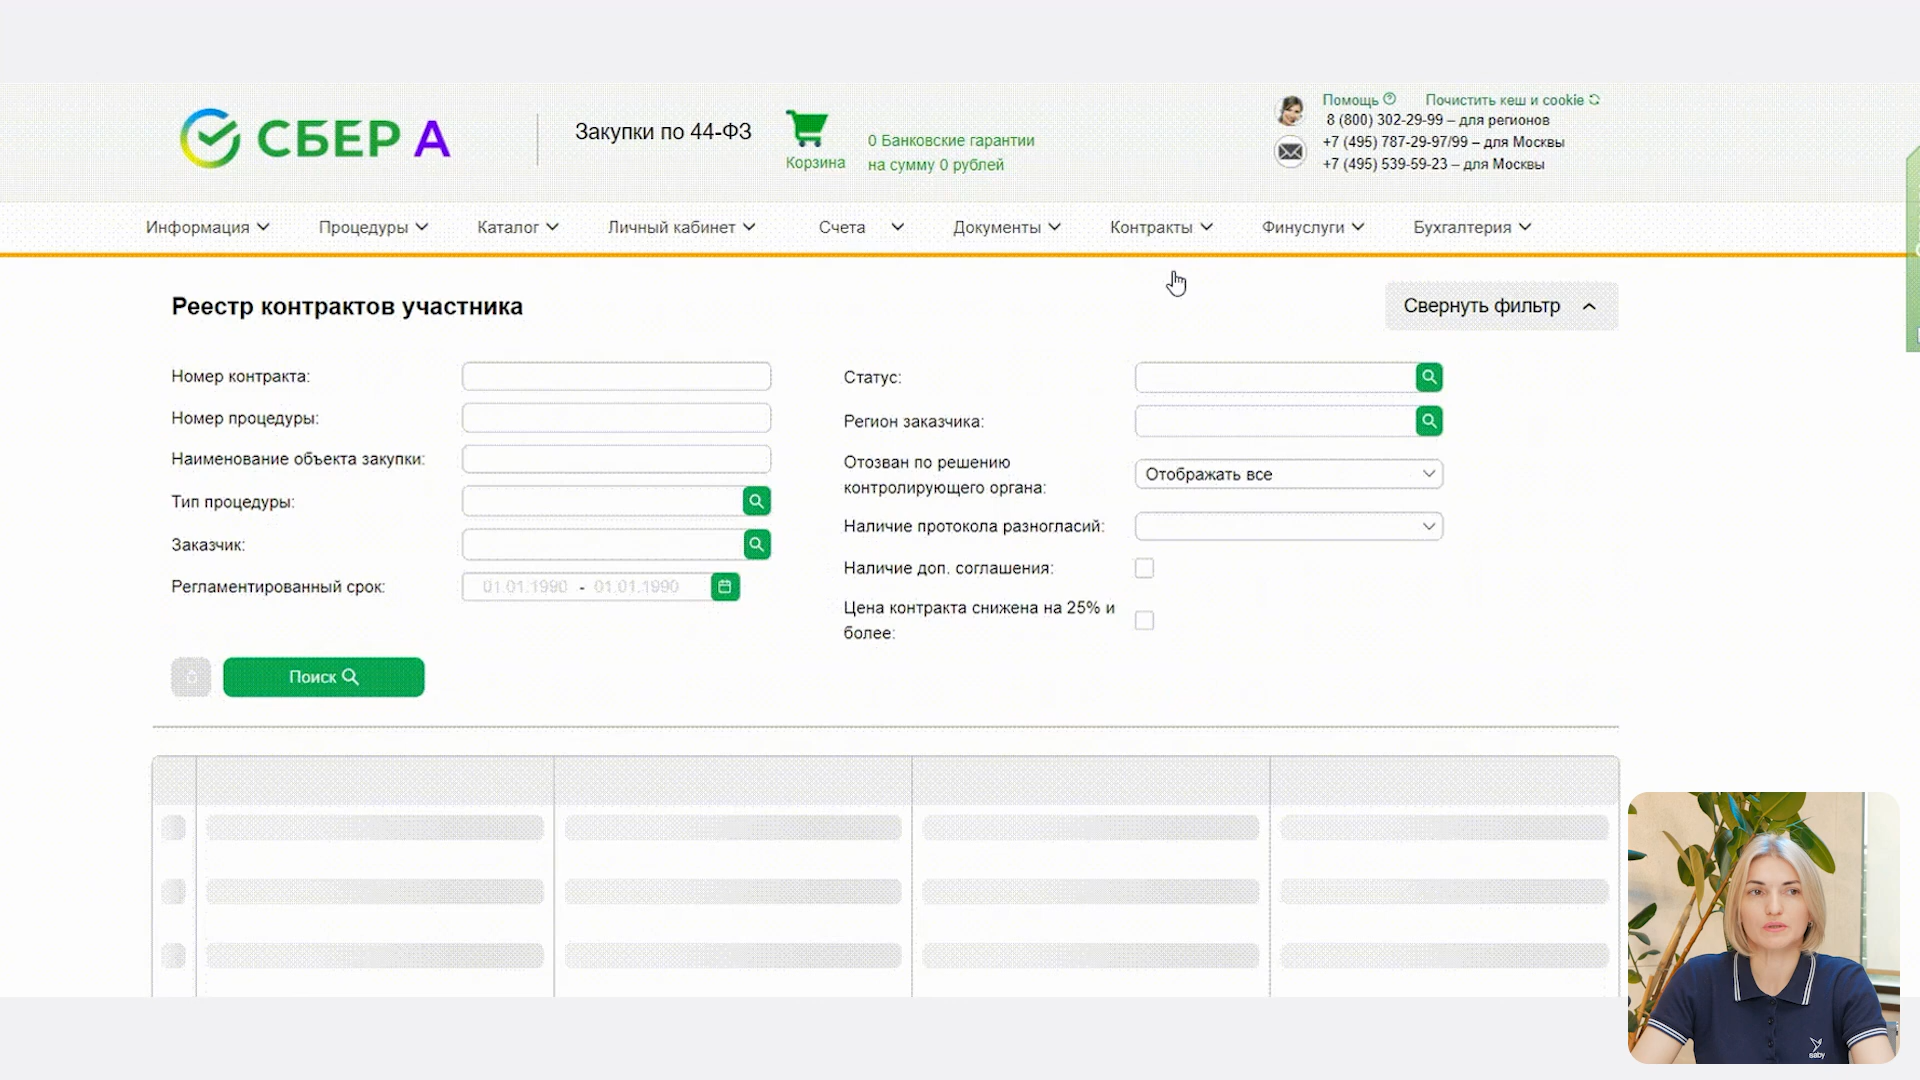 СБЕР А
Закупки по 44-ФЗ
Корзина
0 Банковские гарантии
на сумму 0 рублей
Помощь Почистить кеш и cookie
8 (800) 302-29-99 – для регионов
+7 (495) 787-29-97/99 – для Москвы
+7 (495) 539-59-23 – для Москвы
Информация Процедуры Каталог Личный кабинет Счета Документы Контракты Финуслуги Бухгалтерия
Реестр контрактов участника
Свернуть фильтр
Номер контракта:
Номер процедуры:
Наименование объекта закупки:
Тип процедуры:
Заказчик:
Регламентированный срок: 01.01.1990 - 01.01.1990
Статус:
Регион заказчика:
Отозван по решению
контролирующего органа:
Отображать все
Наличие протокола разногласий:
Наличие доп. соглашения:
Цена контракта снижена на 25% и
более:
Поиск
saby